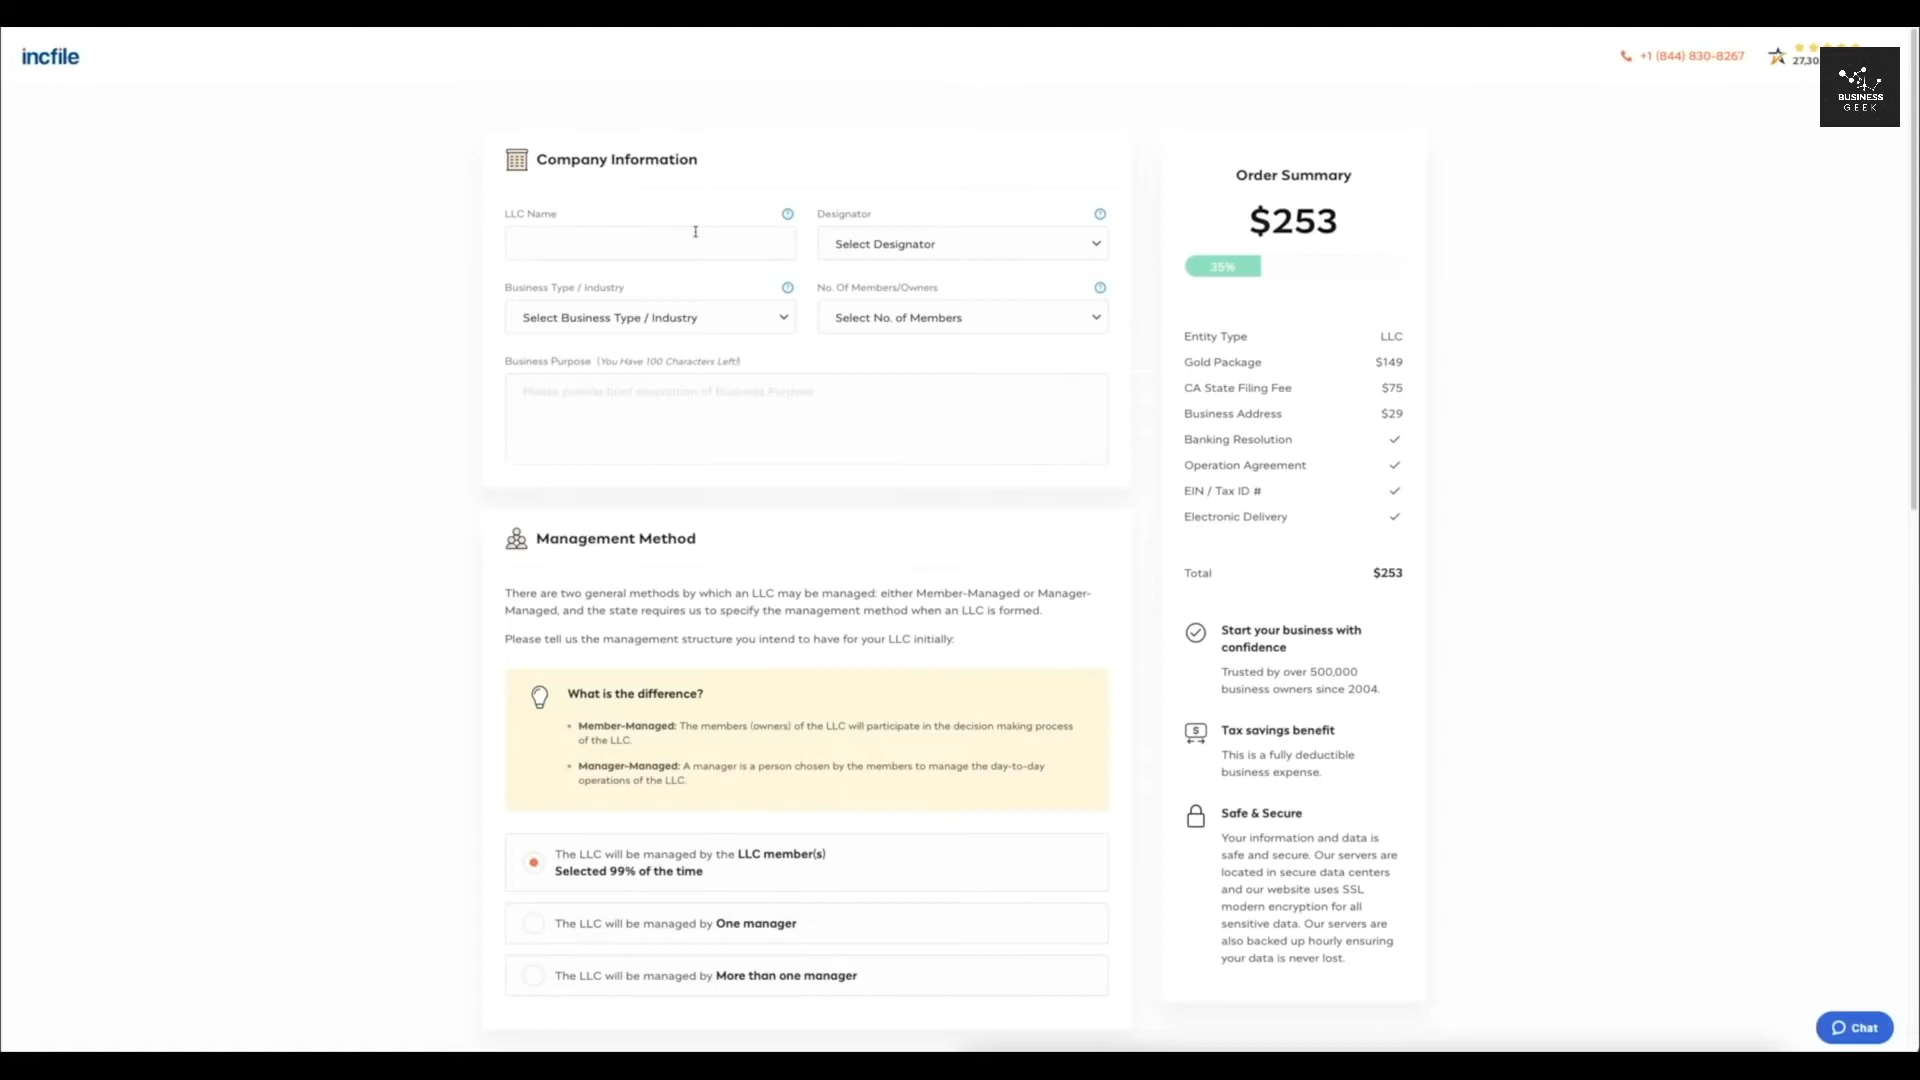 incfile
+1 (844) 830-8267
27,30
BUSINESS
GEEK
Company Information
LLC Name
Designator
Select Designator
Business Type / Industry
No. Of Members/Owners
Select Business Type / Industry
Select No. of Members
Business Purpose (You Have 100 Characters Left!)
Please provide brief description of Business Purpose
Management Method
There are two general methods by which an LLC may be managed: either Member-Managed or Manager-
Managed, and the state requires us to specify the management method when an LLC is formed.
Please tell us the management structure you intend to have for your LLC initially:
What is the difference?
• Member-Managed: The members (owners) of the LLC will participate in the decision making process
of the LLC.
• Manager-Managed: A manager is a person chosen by the members to manage the day-to-day
operations of the LLC.
The LLC will be managed by the LLC member(s)
Selected 99% of the time
The LLC will be managed by One manager
The LLC will be managed by More than one manager
Order Summary
$253
35%
Entity Type LLC
Gold Package $149
CA State Filing Fee $75
Business Address $29
Banking Resolution ✓
Operation Agreement ✓
EIN / Tax ID # ✓
Electronic Delivery ✓
Total $253
Start your business with
confidence
Trusted by over 500,000
business owners since 2004.
Tax savings benefit
This is a fully deductible
business expense.
Safe & Secure
Your information and data is
safe and secure. Our servers are
located in secure data centers
and our website uses SSL
modern encryption for all
sensitive data. Our servers are
also backed up hourly ensuring
your data is never lost.
Chat